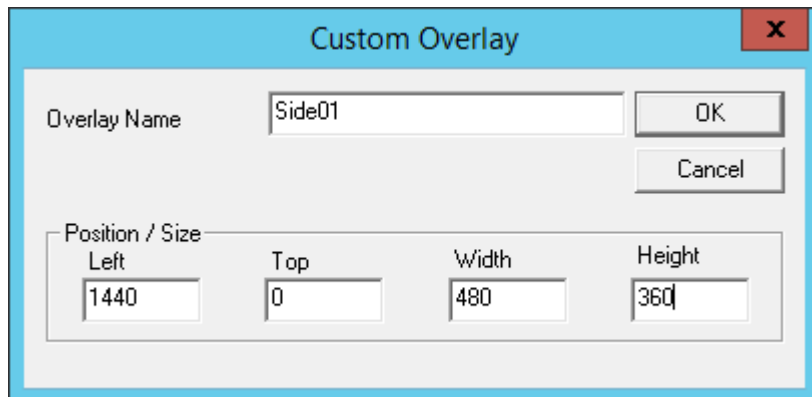 Custom Overlay
x
Overlay Name
Side01
OK
Cancel
Position / Size
Left
Top
Width
Height
1440
0
480
360